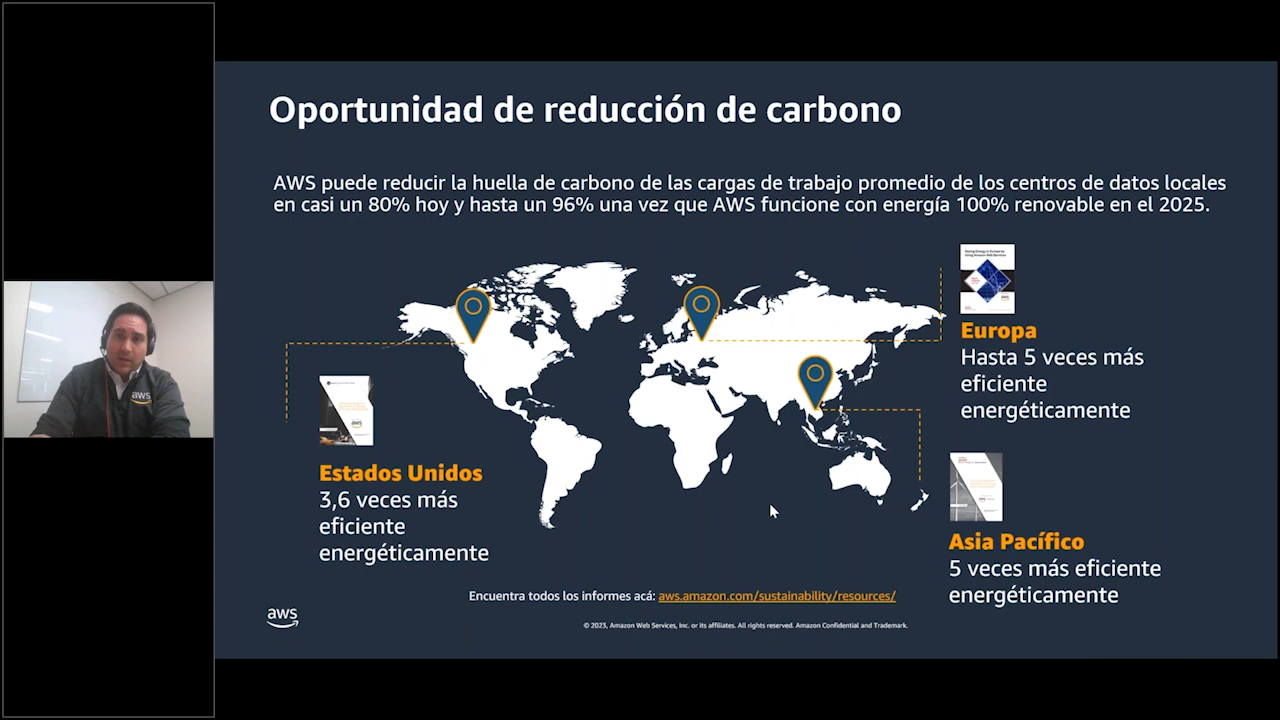 Oportunidad de reducción de carbono
AWS puede reducir la huella de carbono de las cargas de trabajo promedio de los centros de datos locales
en casi un 80% hoy y hasta un 96% una vez que AWS funcione con energía 100% renovable en el 2025.
Europa
Hasta 5 veces más
eficiente
energéticamente
aws
Estados Unidos
3,6 veces más
eficiente
energéticamente
Asia Pacífico
5 veces más eficiente
energéticamente
Encuentra todos los informes acá: aws.amazon.com/sustainability/resources/
aws
© 2023, Amazon Web Services, Inc. or its affiliates. All rights reserved. Amazon Confidential and Trademark.